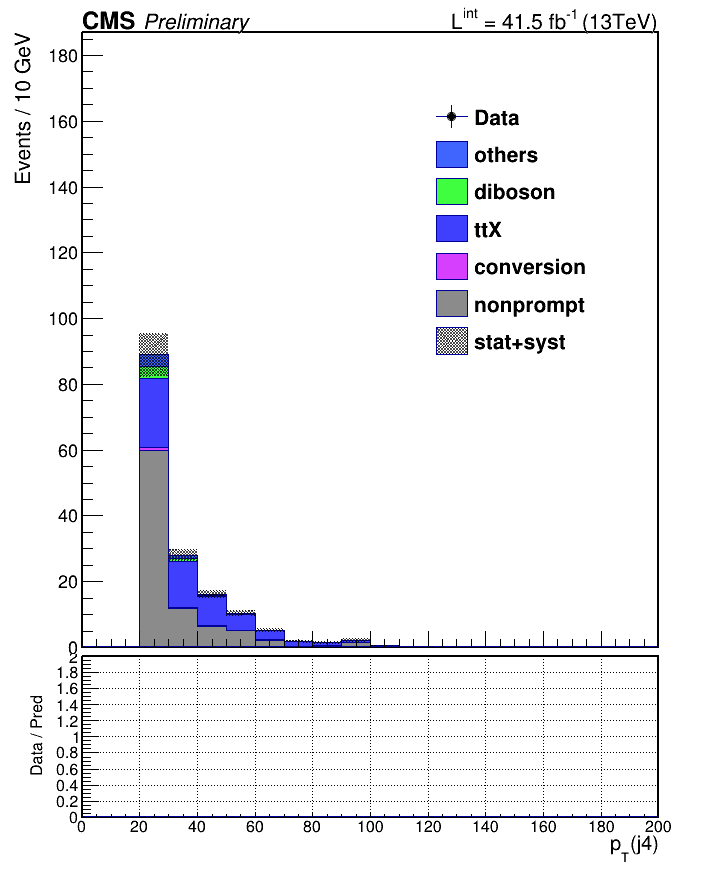 CMS Preliminary
L^int = 41.5 fb^-1 (13TeV)
Events / 10 GeV
180
160
140
120
100
80
60
40
20
0
Data
others
diboson
ttX
conversion
nonprompt
stat+syst
Data / Pred
2
1.8
1.6
1.4
1.2
1
0.8
0.6
0.4
0.2
0
0 20 40 60 80 100 120 140 160 180 200
p_T(j4)